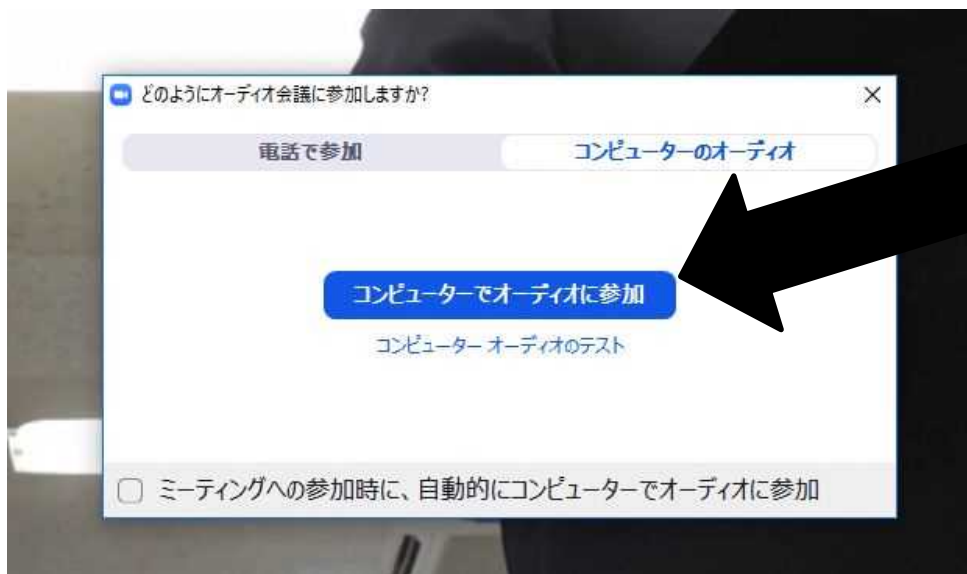 どのようにオーディオ会議に参加しますか?
電話で参加 コンピューターのオーディオ
コンピューターでオーディオに参加
コンピューター オーディオのテスト
ミーティングへの参加時に、自動的にコンピューターでオーディオに参加